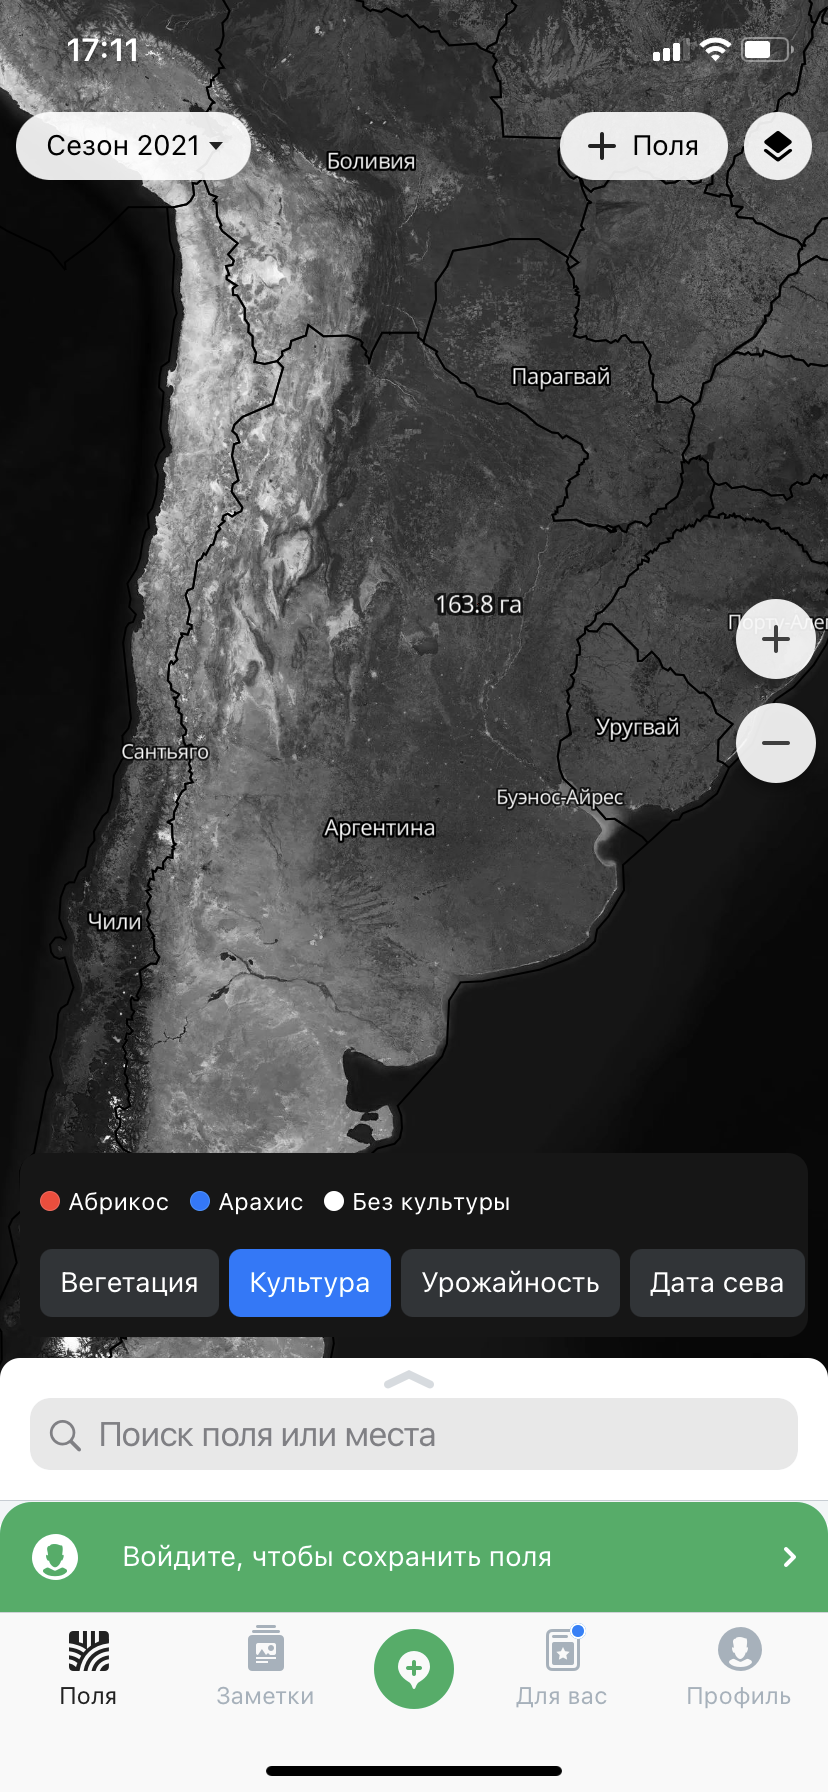 17:11
Сезон 2021
Поля
Боливия
Парагвай
163.8 га
Уругвай
Сантьяго
Буэнос-Айрес
Аргентина
Чили
Абрикос
Арахис
Без культуры
Вегетация
Культура
Урожайность
Дата сева
Поиск поля или места
Войдите, чтобы сохранить поля
Поля
Заметки
Для вас
Профиль